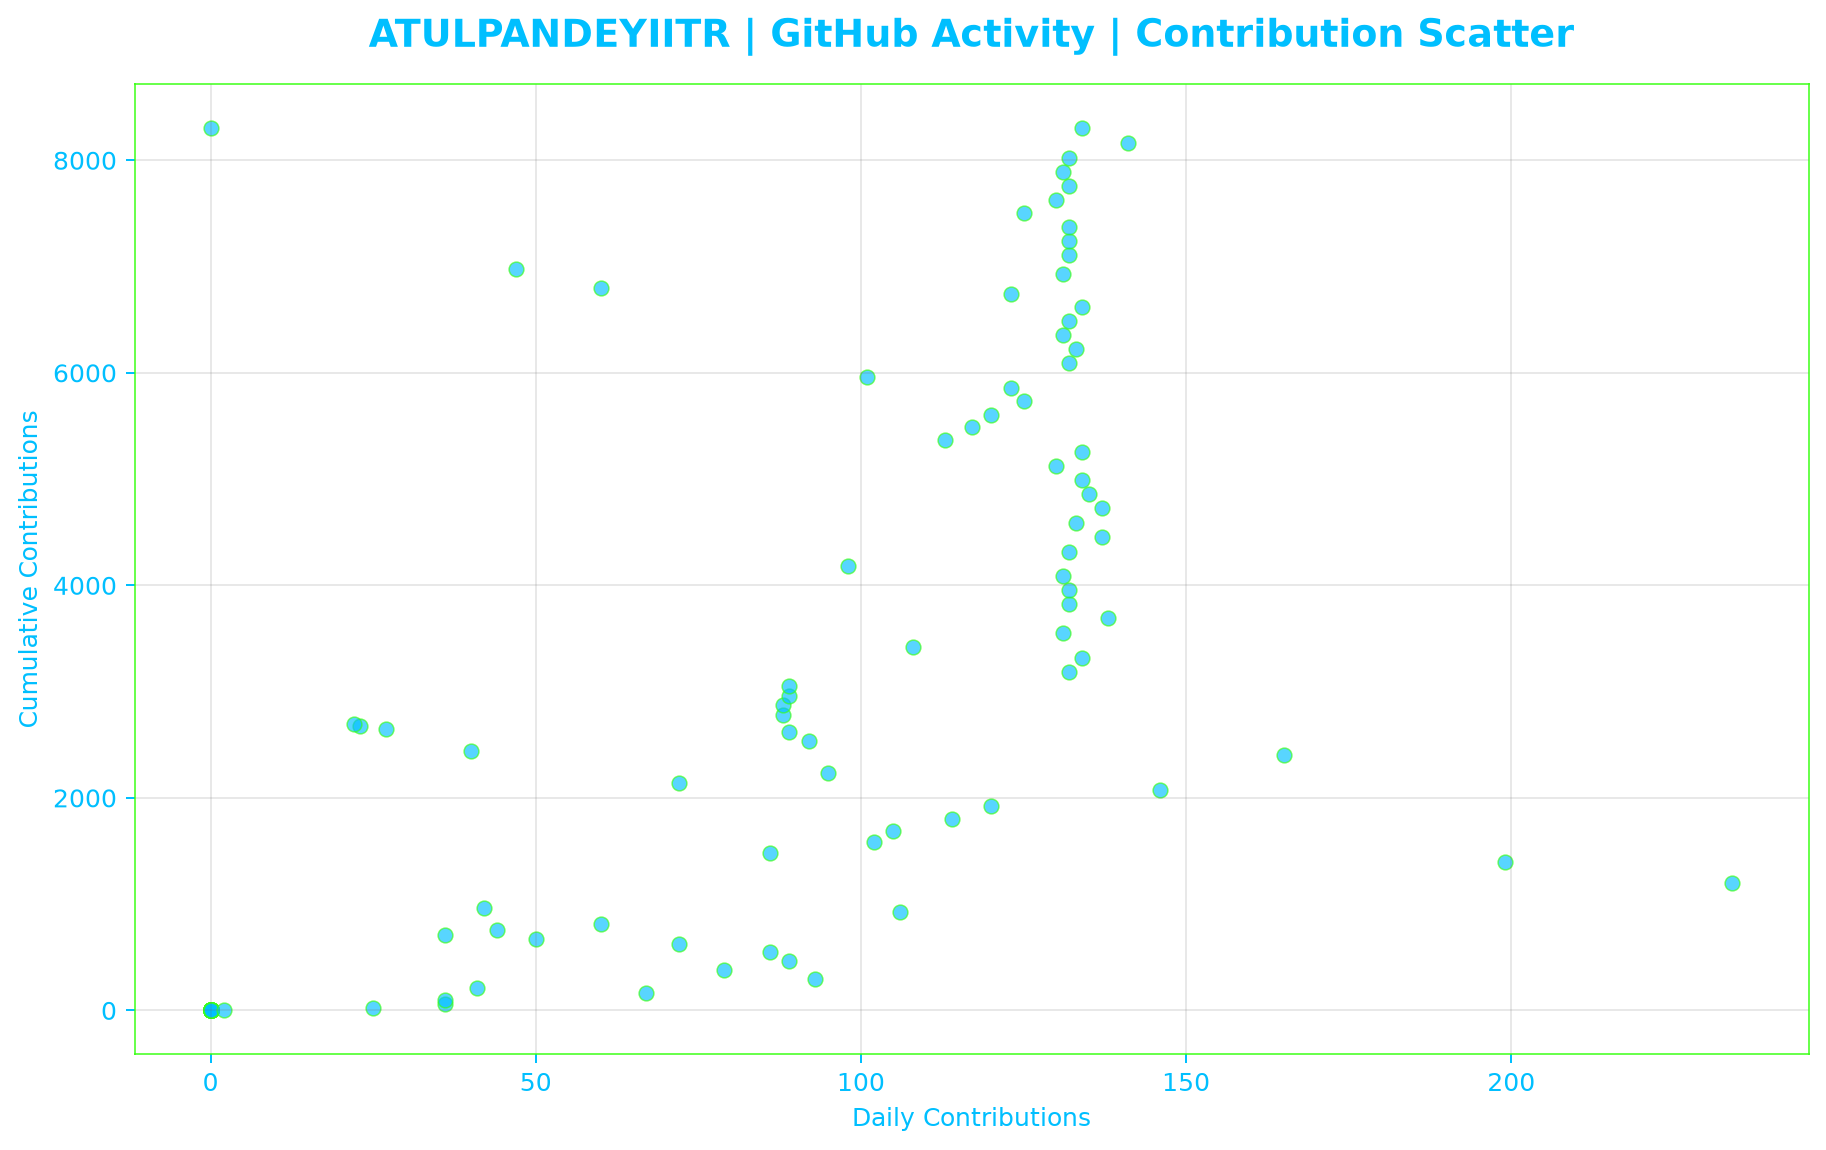 ATULPANDEYIITR | GitHub Activity | Contribution Scatter
8000
6000
4000
2000
0
Cumulative Contributions
0 50 100 150 200
Daily Contributions